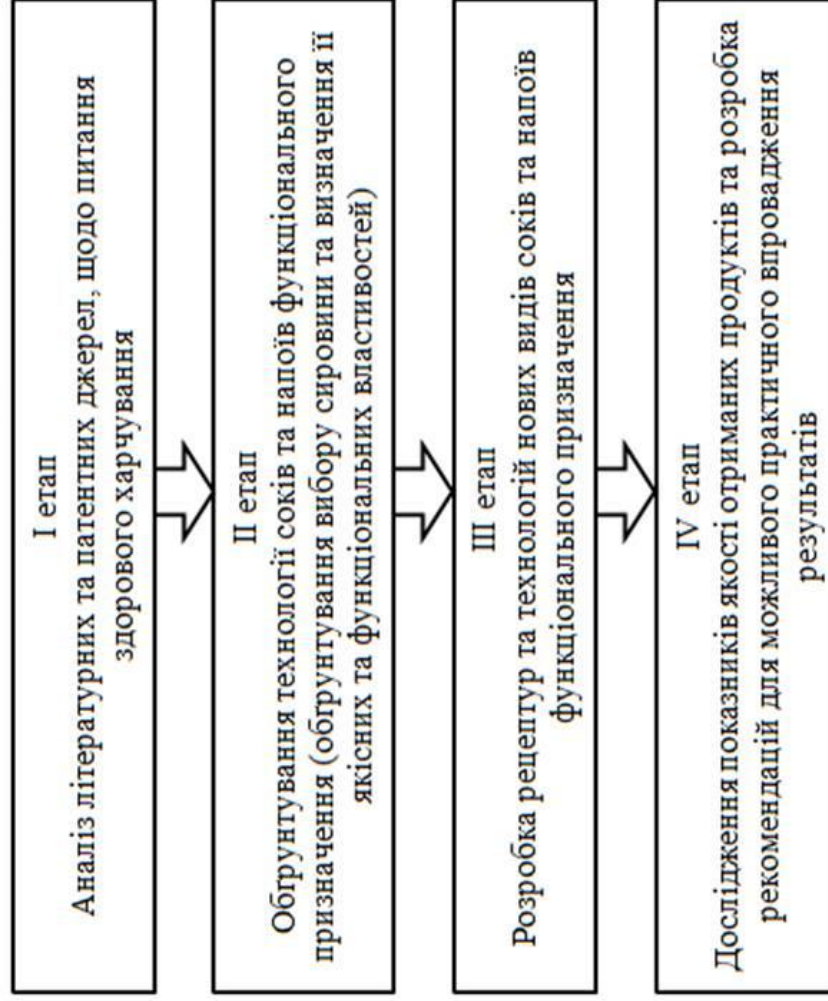 I етап
Аналіз літературних та патентних джерел, щодо питання
здорового харчування
II етап
Обґрунтування технології соків та напоїв функціонального
призначення (обґрунтування вибору сировини та визначення її
якісних та функціональних властивостей)
III етап
Розробка рецептур та технологій нових видів соків та напоїв
функціонального призначення
IV етап
Дослідження показників якості отриманих продуктів та розробка
рекомендацій для можливого практичного впровадження
результатів